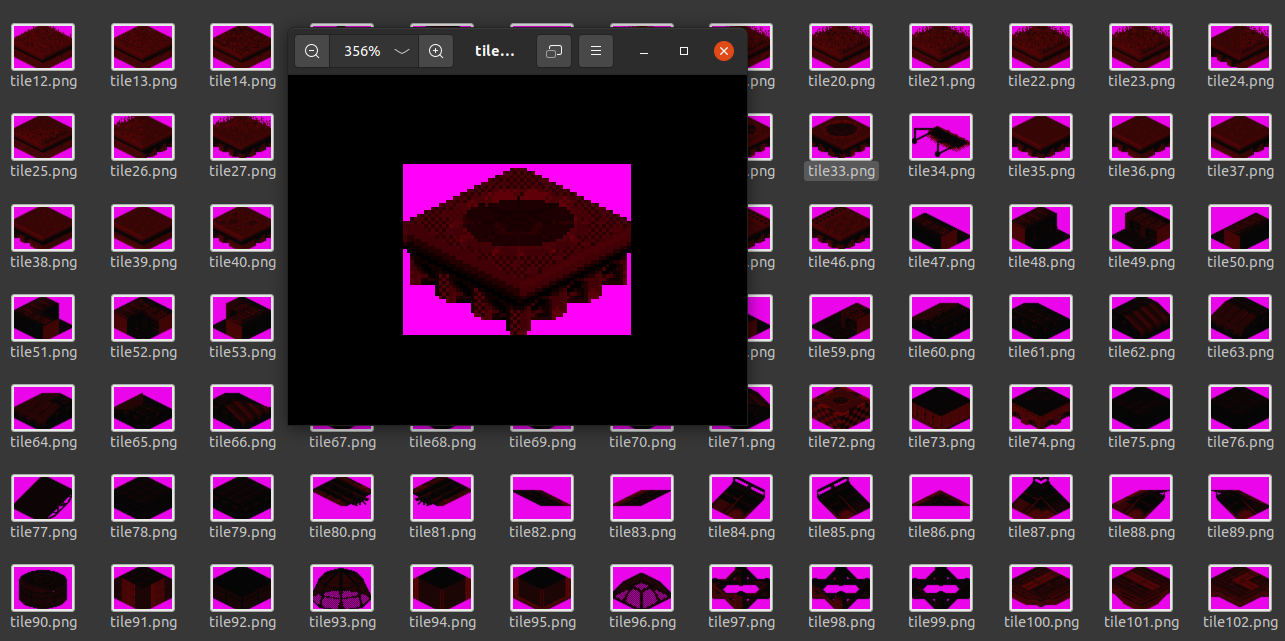 356% tile...
tile12.png tile13.png tile14.png .png tile20.png tile21.png tile22.png tile23.png tile24.png
tile25.png tile26.png tile27.png .png tile33.png tile34.png tile35.png tile36.png tile37.png
tile38.png tile39.png tile40.png .png tile46.png tile47.png tile48.png tile49.png tile50.png
tile51.png tile52.png tile53.png .png tile59.png tile60.png tile61.png tile62.png tile63.png
tile64.png tile65.png tile66.png tile67.png tile68.png tile69.png tile70.png tile71.png tile72.png tile73.png tile74.png tile75.png tile76.png
tile77.png tile78.png tile79.png tile80.png tile81.png tile82.png tile83.png tile84.png tile85.png tile86.png tile87.png tile88.png tile89.png
tile90.png tile91.png tile92.png tile93.png tile94.png tile95.png tile96.png tile97.png tile98.png tile99.png tile100.png tile101.png tile102.png